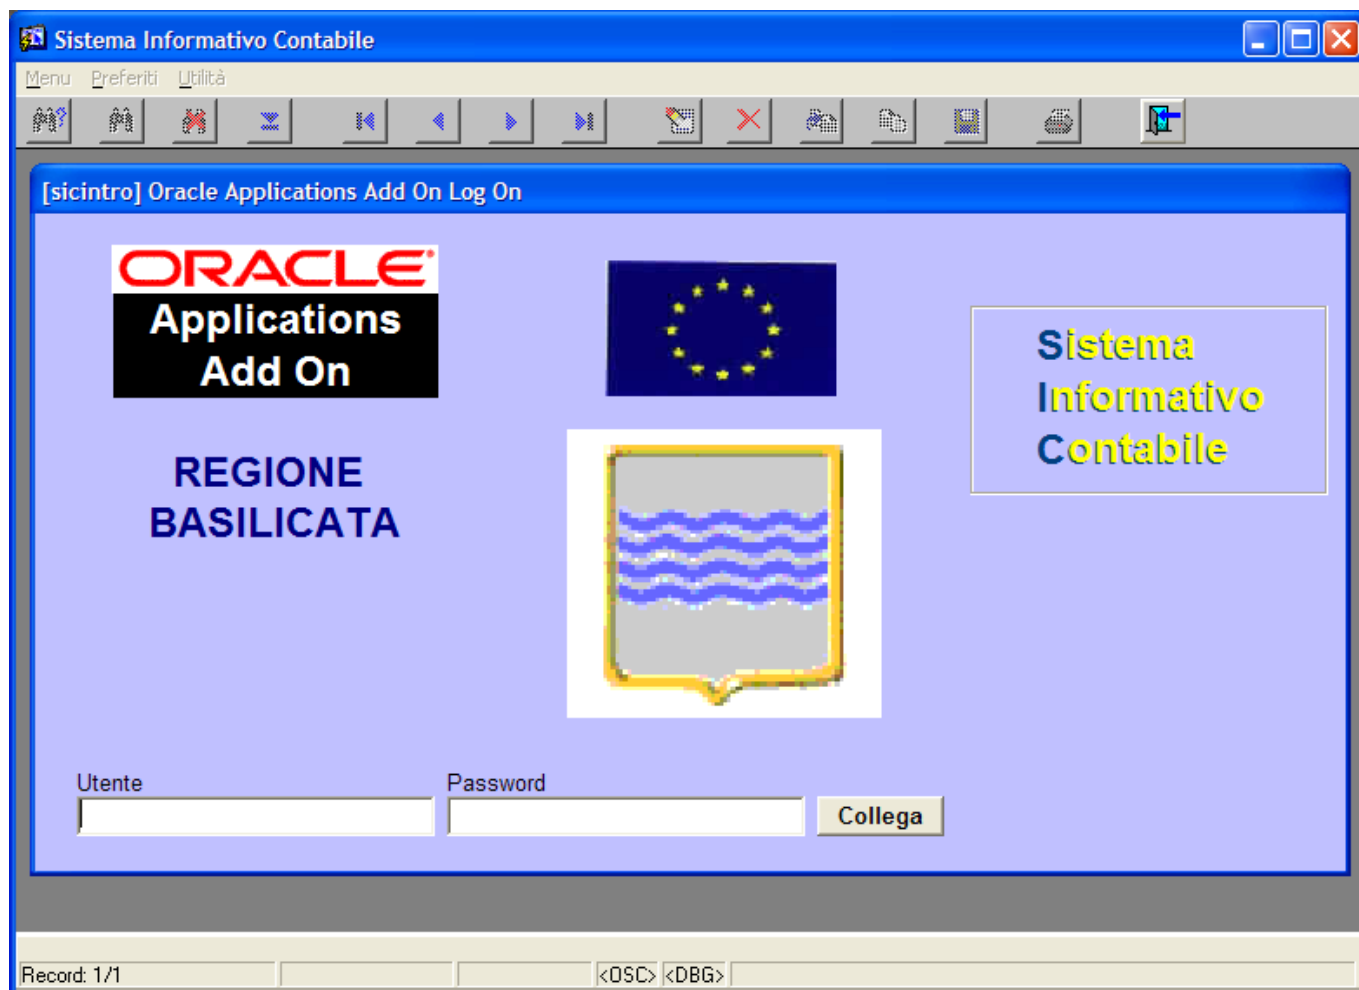 Sistema Informativo Contabile
Menu Preferiti Utilità
[sicintro] Oracle Applications Add On Log On
ORACLE
Applications
Add On
REGIONE
BASILICATA
Sistema
Informativo
Contabile
Utente Password
Collega
Record: 1/1 <OSC> <DBG>